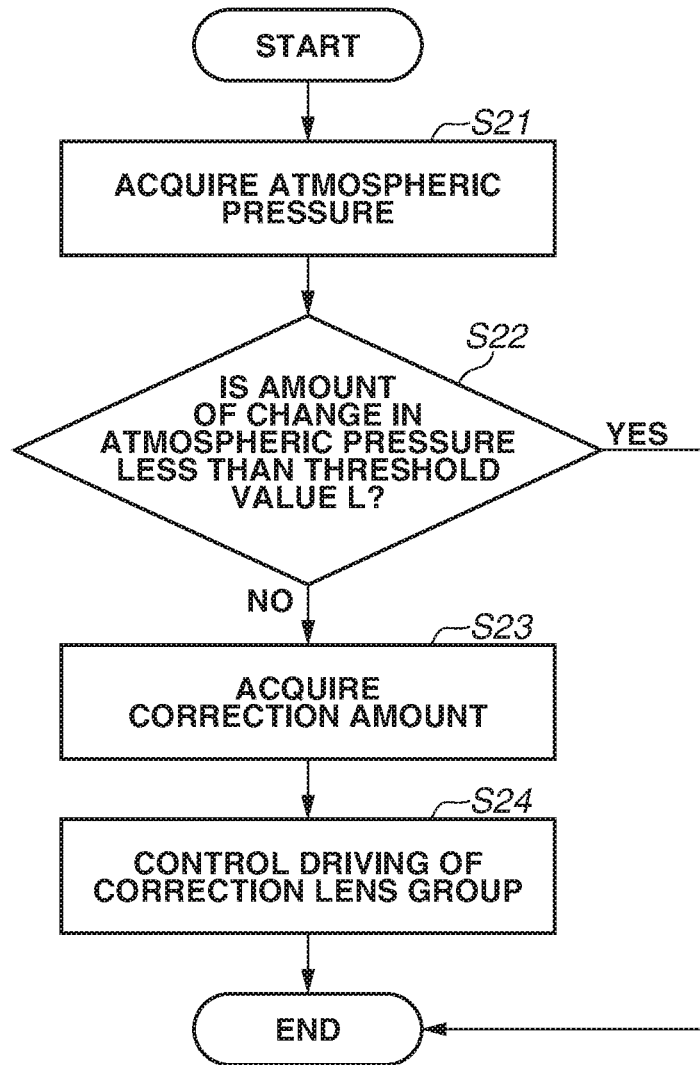 START
S21
ACQUIRE ATMOSPHERIC
PRESSURE
S22
IS AMOUNT
OF CHANGE IN
ATMOSPHERIC PRESSURE
LESS THAN THRESHOLD
VALUE L?
YES
NO
S23
ACQUIRE
CORRECTION AMOUNT
S24
CONTROL DRIVING OF
CORRECTION LENS GROUP
END